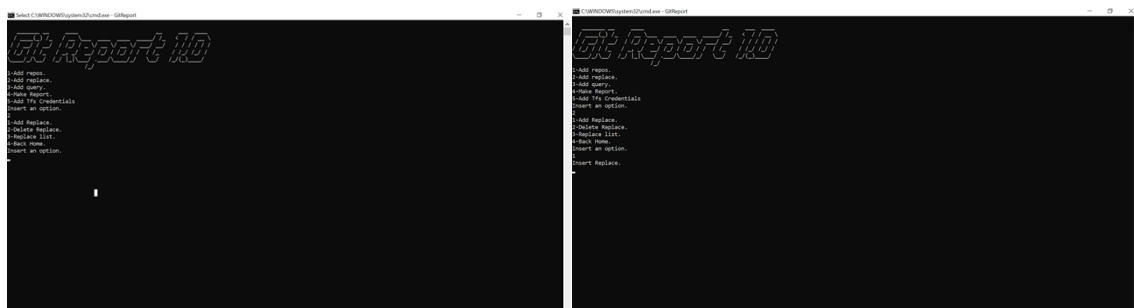 Select C:\WINDOWS\system32\cmd.exe - GitReport
Git Report
1-Add repos.
2-Add replace.
3-Add query.
4-Make Report.
5-Add Tfs Credentials
Insert an option.
2
1-Add Replace.
2-Delete Replace.
3-Replace list.
4-Back Home.
Insert an option.
C:\WINDOWS\system32\cmd.exe - GitReport
Git Report
1-Add repos.
2-Add replace.
3-Add query.
4-Make Report.
5-Add Tfs Credentials
Insert an option.
2
1-Add Replace.
2-Delete Replace.
3-Replace list.
4-Back Home.
Insert an option.
1
Insert Replace.